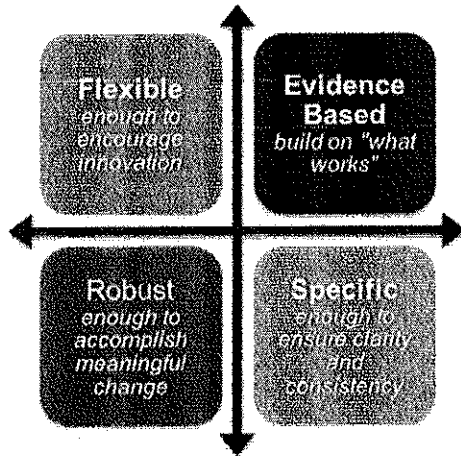 Flexible
enough to
encourage
innovation
Evidence
Based
build on "what
works"
Robust
enough to
accomplish
meaningful
change
Specific
enough to
ensure clarity
and
consistency